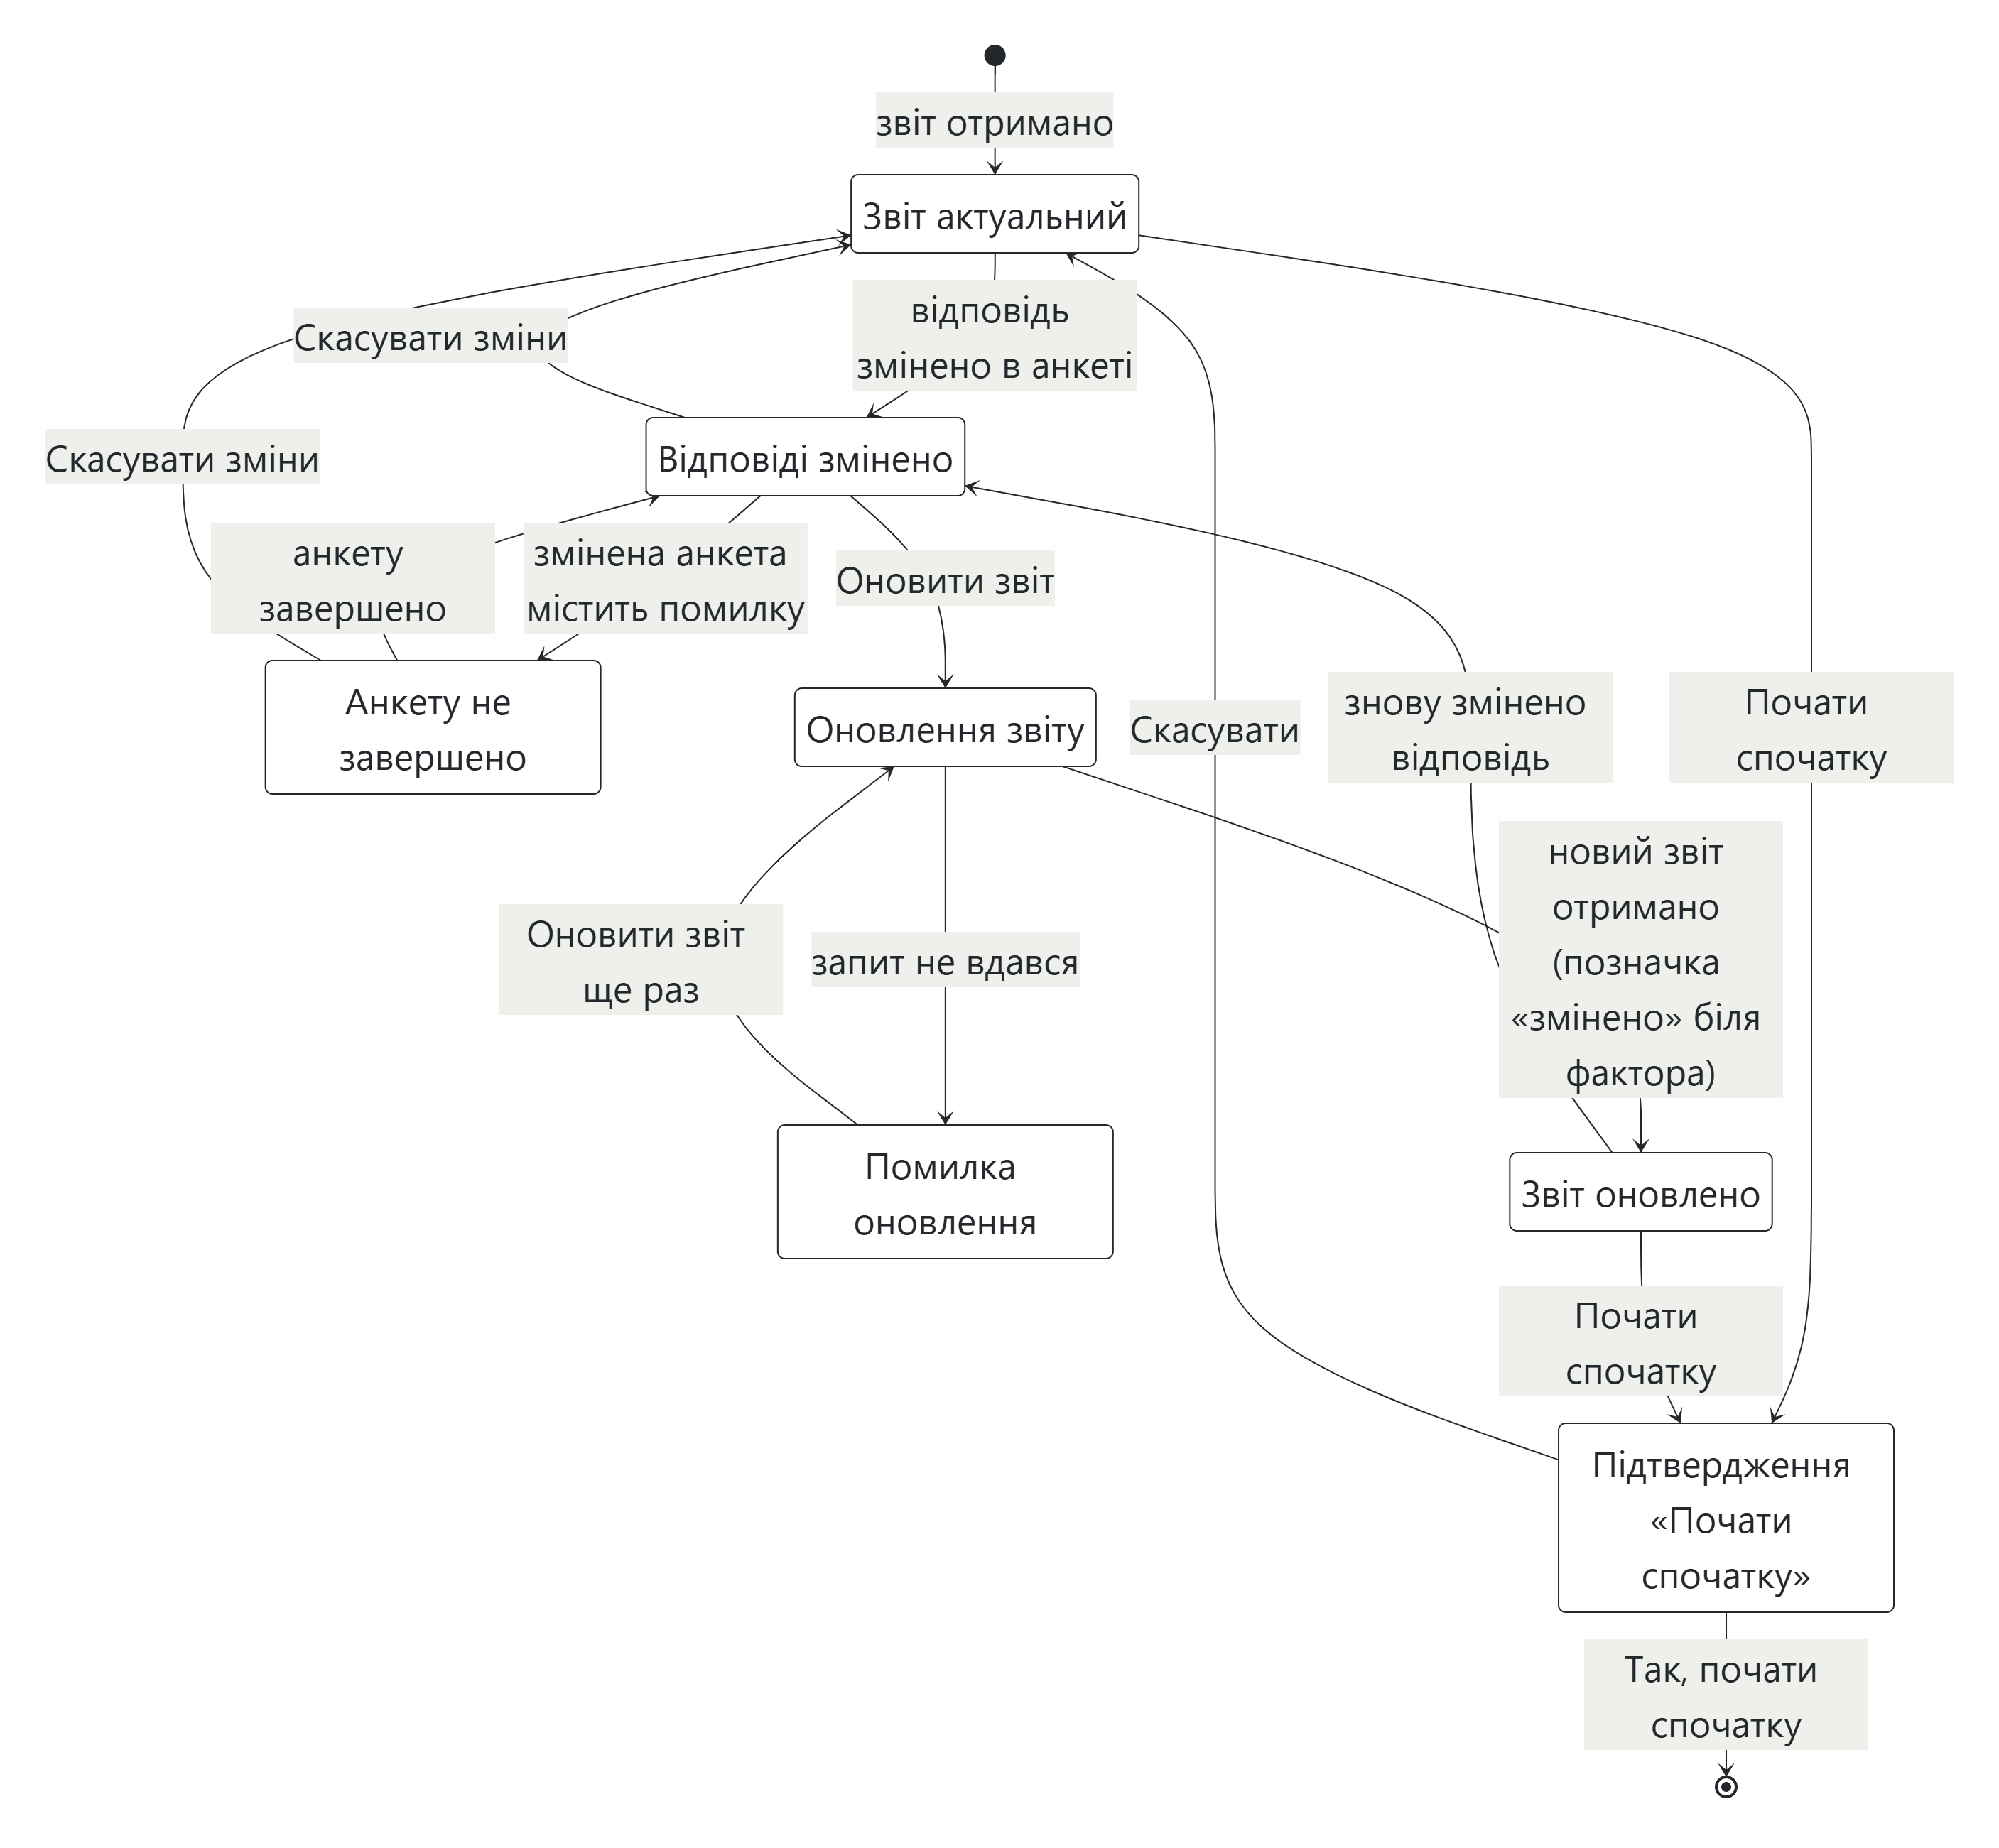 звіт отримано
Звіт актуальний
відповідь
змінено в анкеті
Скасувати зміни
Скасувати зміни
Відповіді змінено
анкету
завершено
змінена анкета
містить помилку
Оновити звіт
Анкету не
завершено
Оновлення звіту
Скасувати
знову змінено
відповідь
Почати
спочатку
новий звіт
отримано
(позначка
«змінено» біля
фактора)
Оновити звіт
ще раз
запит не вдався
Помилка
оновлення
Звіт оновлено
Почати
спочатку
Підтвердження
«Почати
спочатку»
Так, почати
спочатку